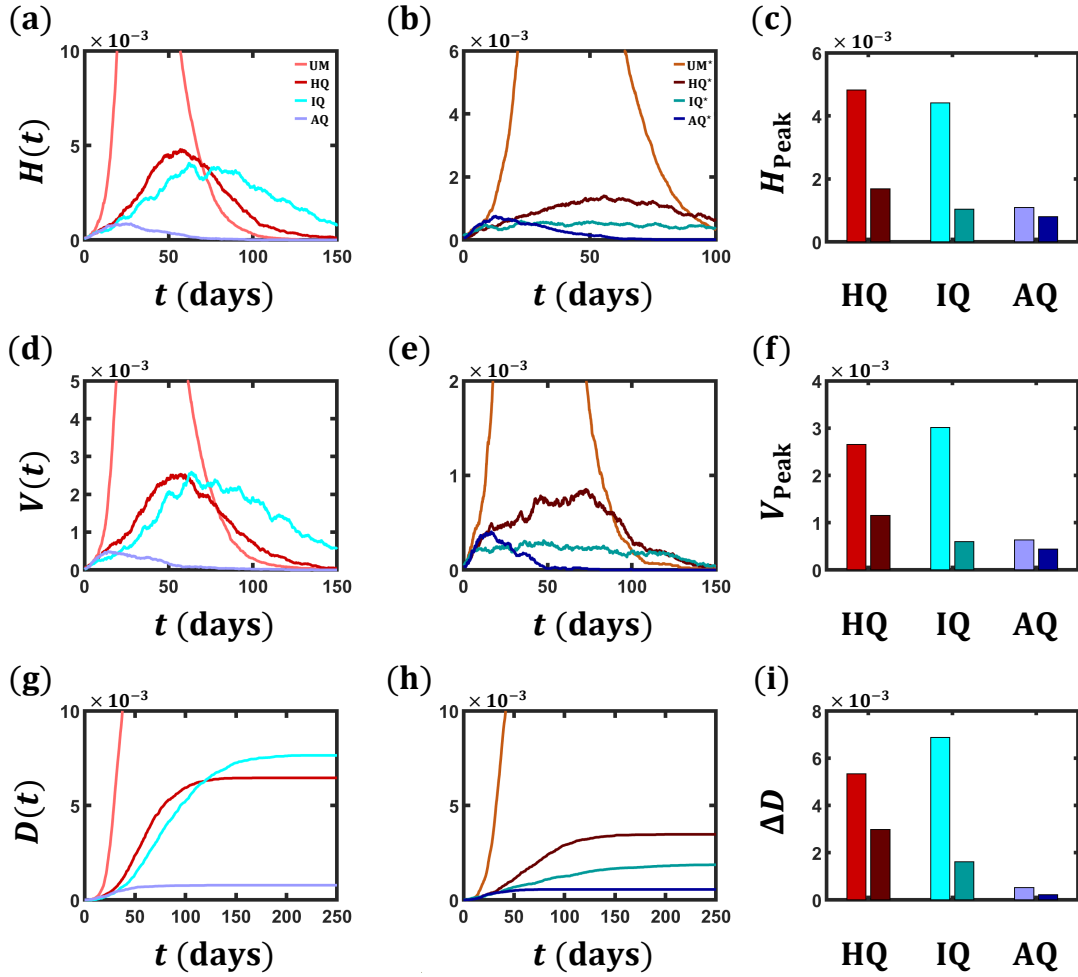 (a)
× 10⁻³
10
5
0
0 50 100 150
H(t)
t (days)
UM
HQ
IQ
AQ
(b)
× 10⁻³
6
4
2
0
0 50 100
t (days)
UM*
HQ*
IQ*
AQ*
(c)
× 10⁻³
6
4
2
0
H_Peak
HQ IQ AQ
(d)
× 10⁻³
5
4
3
2
1
0
0 50 100 150
V(t)
t (days)
(e)
× 10⁻³
2
1
0
0 50 100 150
t (days)
(f)
× 10⁻³
4
3
2
1
0
V_Peak
HQ IQ AQ
(g)
× 10⁻³
10
5
0
0 50 100 150 200 250
D(t)
t (days)
(h)
× 10⁻³
10
5
0
0 50 100 150 200 250
t (days)
(i)
× 10⁻³
8
6
4
2
0
ΔD
HQ IQ AQ